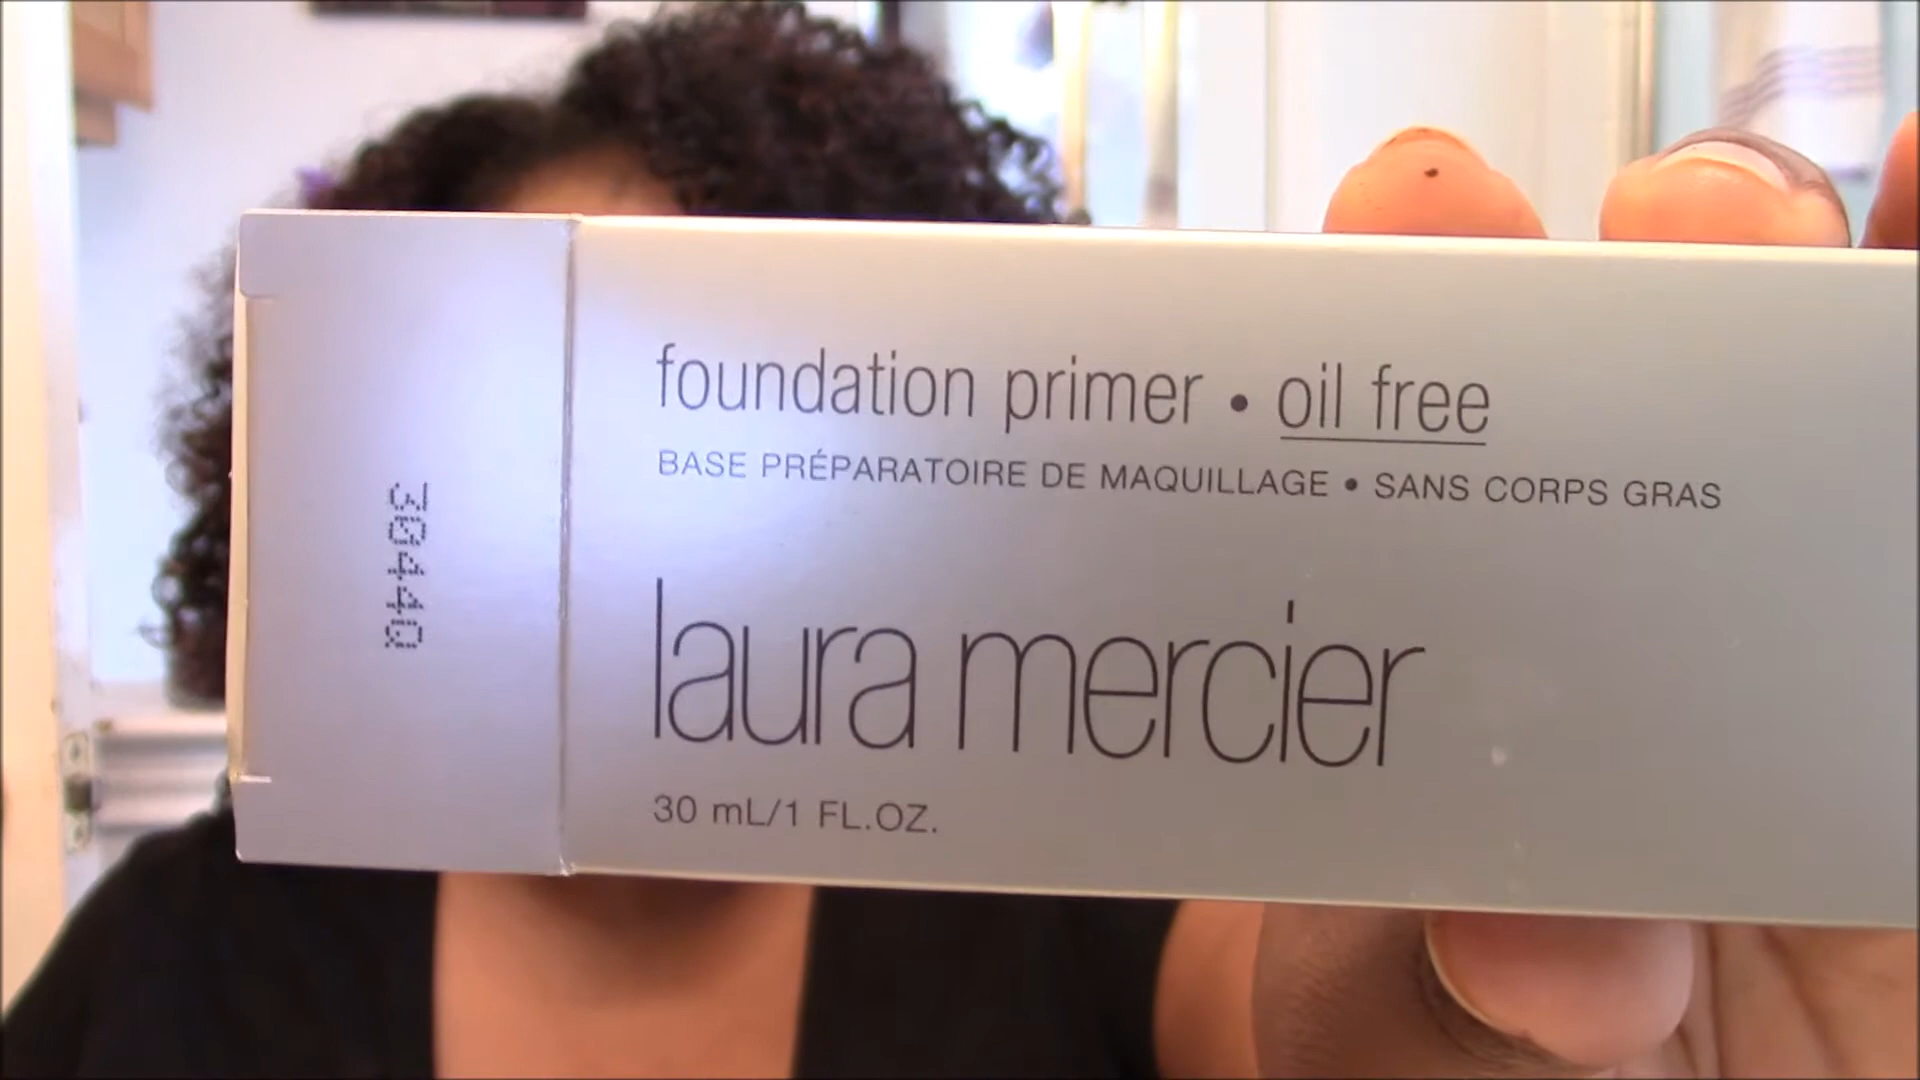 foundation primer • oil free
BASE PRÉPARATOIRE DE MAQUILLAGE • SANS CORPS GRAS
laura mercier
30 mL/1 FL.OZ.
30440